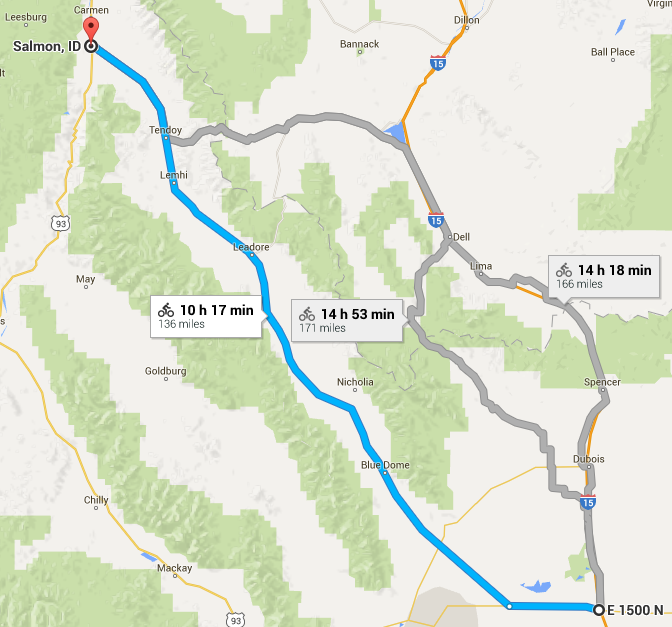 Carmen
Leesburg
Virgin
Dillon
Salmon, ID
Bannack
Ball Place
15
Tendoy
Lemhi
93
15
Dell
Leadore
Lima
14 h 18 min
166 miles
May
10 h 17 min
136 miles
14 h 53 min
171 miles
Goldburg
Nicholia
Spencer
Blue Dome
Dubois
Chilly
15
Mackay
E 1500 N
93